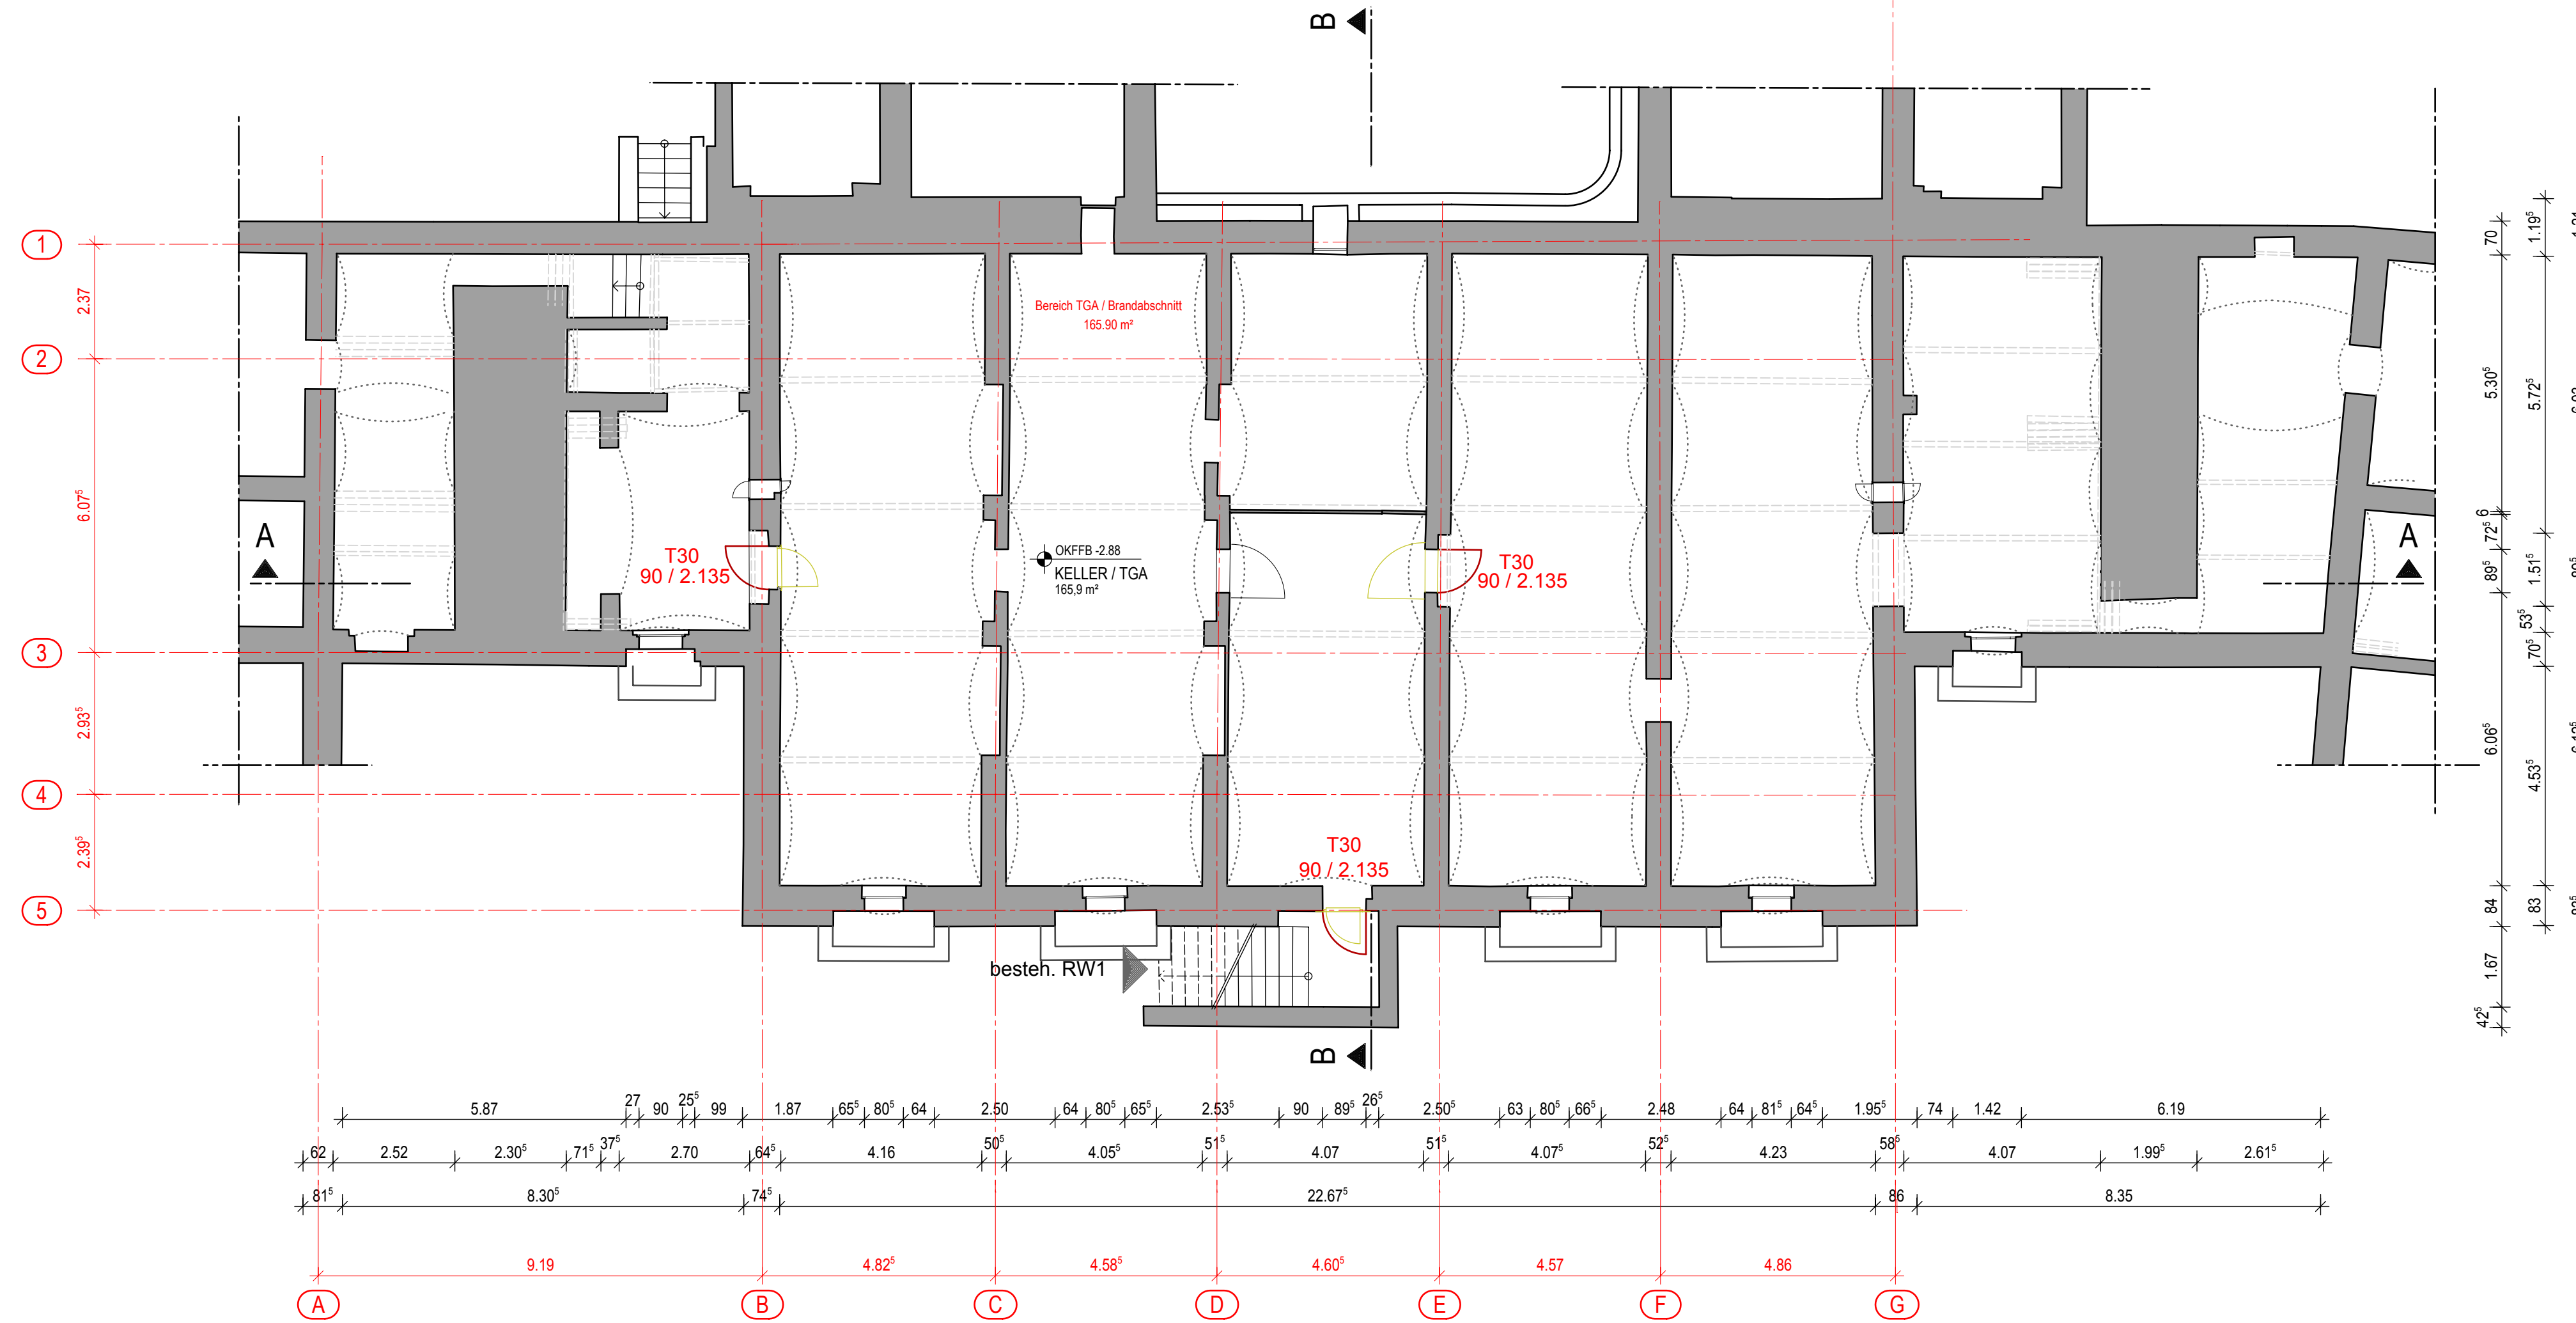 B
1
2
3
4
5
2.37
6.07⁵
2.93⁵
2.39⁵
Bereich TGA / Brandabschnitt
165.90 m²
A
T30
90 / 2.135
OKFFB -2.88
KELLER / TGA
165,9 m²
T30
90 / 2.135
A
T30
90 / 2.135
besteh. RW1
B
70
5.30⁵
6
72⁵
89⁵
6.06⁵
84
1.67
42⁵
1.19⁵
5.72⁵
1.51⁵
53⁵
70⁵
4.53⁵
83
5.87 27 90 25⁵ 99 1.87 65⁵ 80⁵ 64 2.50 64 80⁵ 65⁵ 2.53⁵ 90 89⁵ 26⁵ 2.50⁵ 63 80⁵ 66⁵ 2.48 64 81⁵ 64⁵ 1.95⁵ 74 1.42 6.19
62 2.52 2.30⁵ 71⁵ 37⁵ 2.70 64⁵ 4.16 50⁵ 4.05⁵ 51⁵ 4.07 51⁵ 4.07⁵ 52⁵ 4.23 58⁵ 4.07 1.99⁵ 2.61⁵
81⁵ 8.30⁵ 74⁵ 22.67⁵ 86 8.35
9.19 4.82⁵ 4.58⁵ 4.60⁵ 4.57 4.86
A B C D E F G